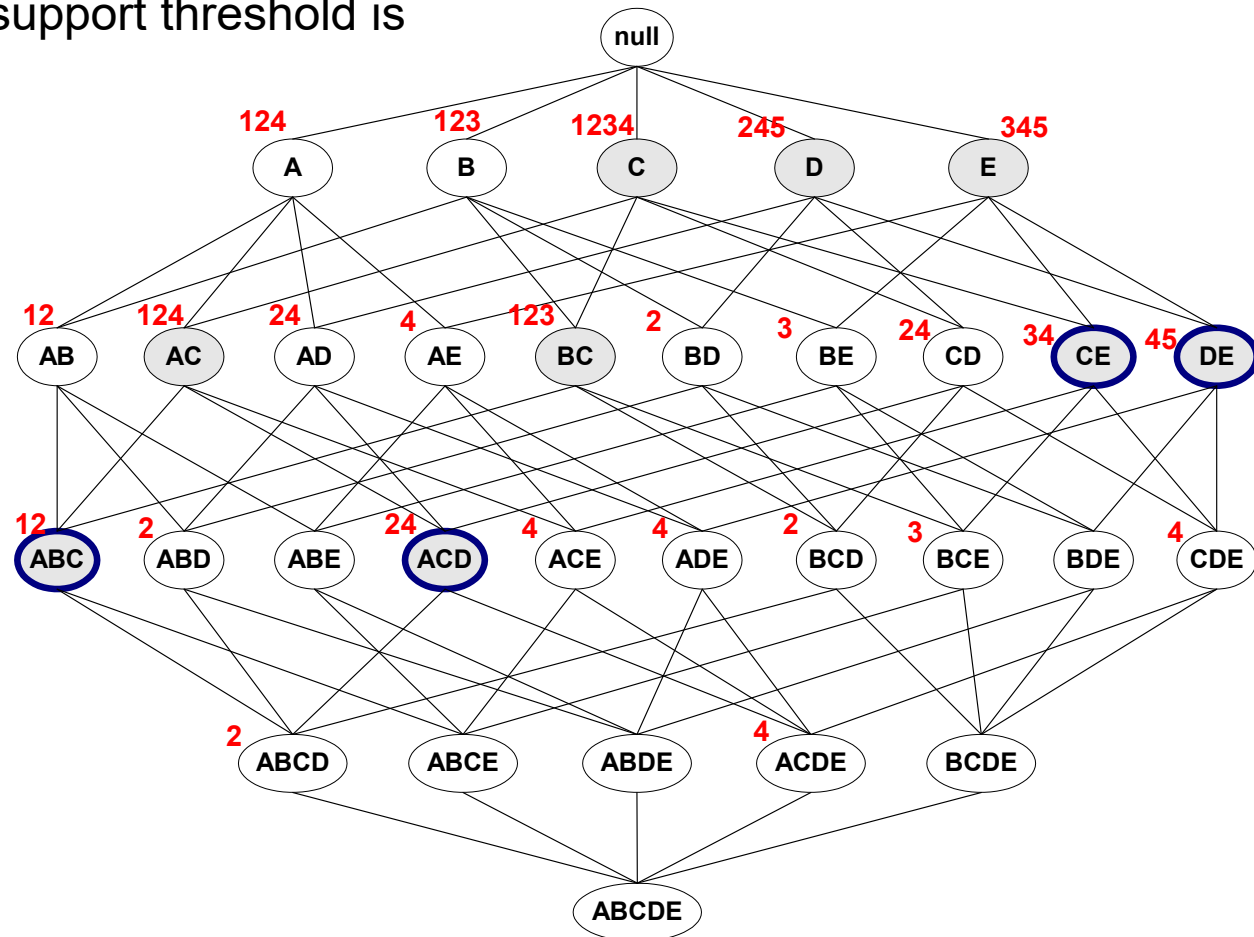 support threshold is
null
124 123 1234 245 345
A B C D E
12 124 24 4 123 2 3 24 34 45
AB AC AD AE BC BD BE CD CE DE
12 2 24 4 4 2 3 4
ABC ABD ABE ACD ACE ADE BCD BCE BDE CDE
2 4
ABCD ABCE ABDE ACDE BCDE
ABCDE